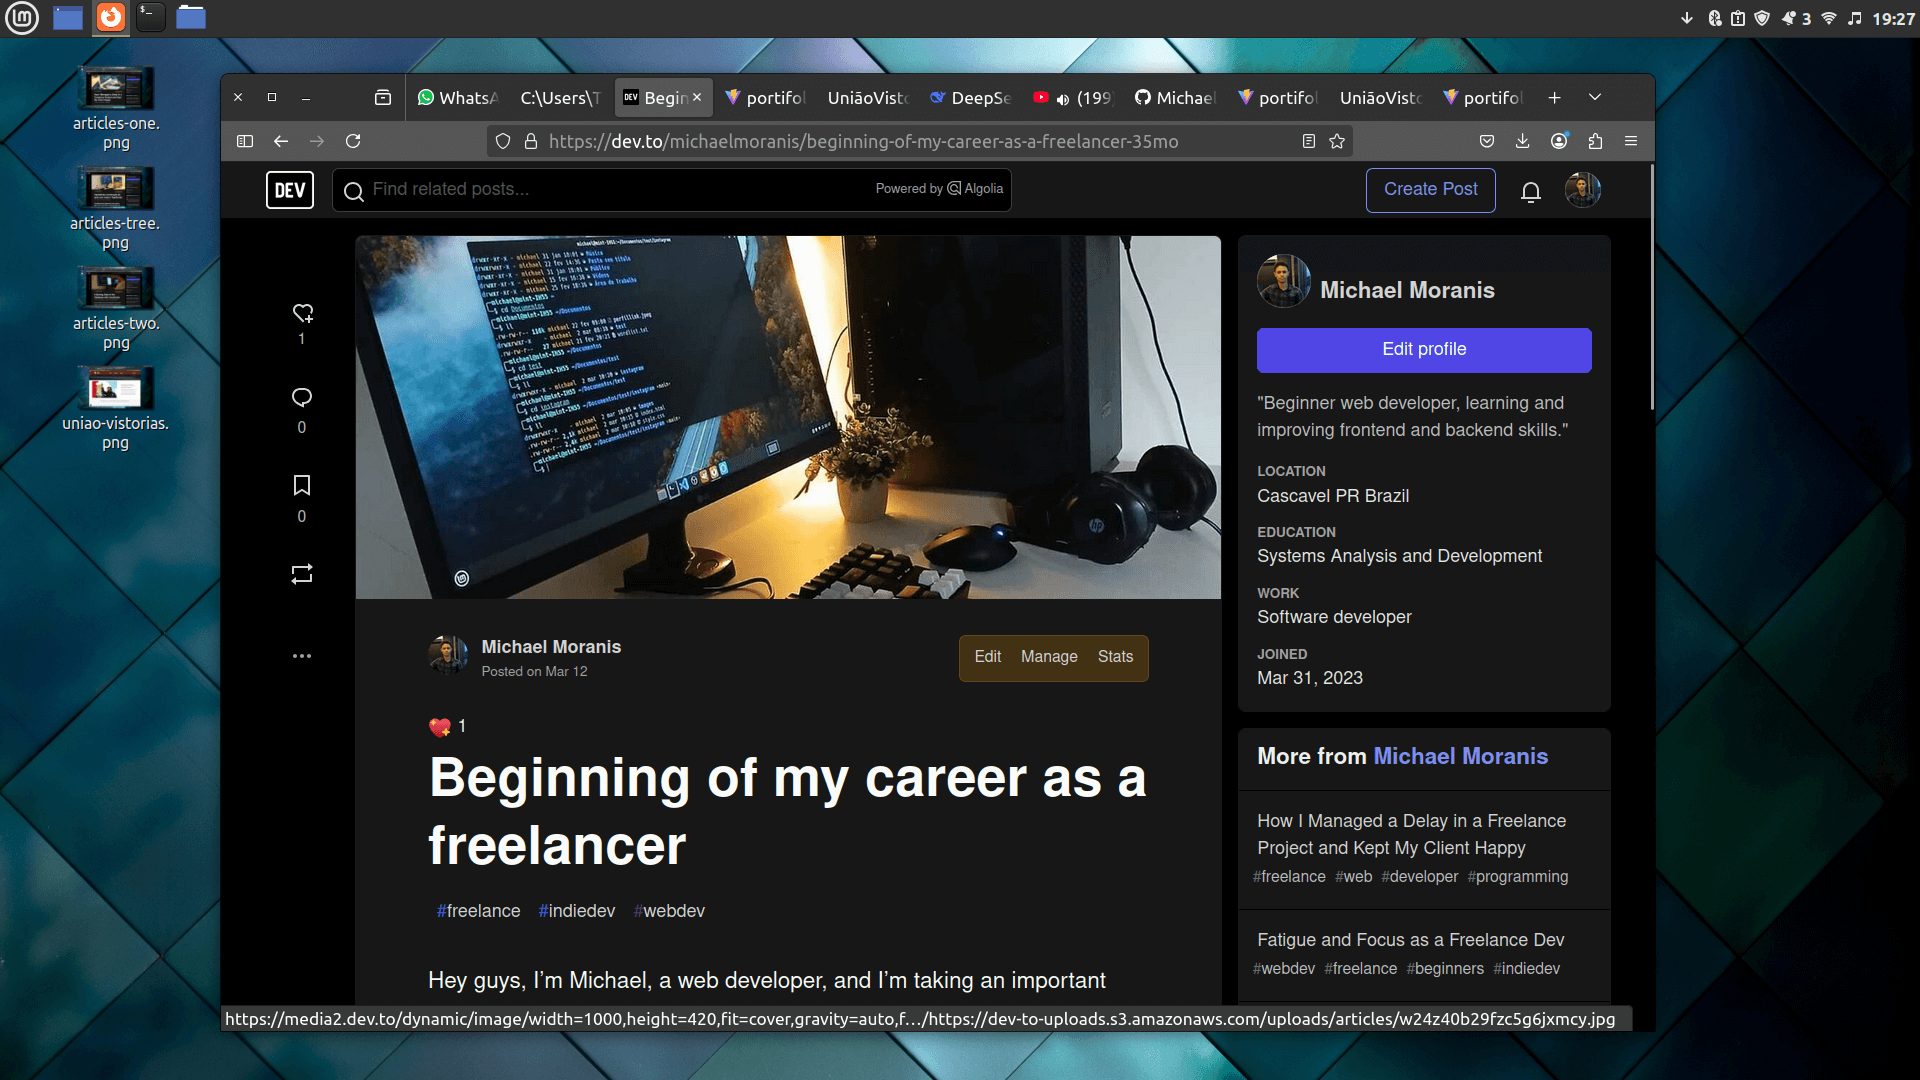 3
19:27
articles-one.
png
articles-tree.
png
articles-two.
png
uniao-vistorias.
png
WhatsA
C:\Users\T
DEV Begin
portifol
UniãoVisto
DeepSe
(199
Michael
portifol
UniãoVisto
portifol
https://dev.to/michaelmoranis/beginning-of-my-career-as-a-freelancer-35mo
DEV
Find related posts...
Powered by Algolia
Create Post
1
0
0
hp
Michael Moranis
Posted on Mar 12
Edit Manage Stats
1
Beginning of my career as a
freelancer
#freelance #indiedev #webdev
Hey guys, I’m Michael, a web developer, and I’m taking an important
Michael Moranis
Edit profile
"Beginner web developer, learning and
improving frontend and backend skills."
LOCATION
Cascavel PR Brazil
EDUCATION
Systems Analysis and Development
WORK
Software developer
JOINED
Mar 31, 2023
More from Michael Moranis
How I Managed a Delay in a Freelance
Project and Kept My Client Happy
#freelance #web #developer #programming
Fatigue and Focus as a Freelance Dev
#webdev #freelance #beginners #indiedev
https://media2.dev.to/dynamic/image/width=1000,height=420,fit=cover,gravity=auto,f…/https://dev-to-uploads.s3.amazonaws.com/uploads/articles/w24z40b29fzc5g6jxmcy.jpg